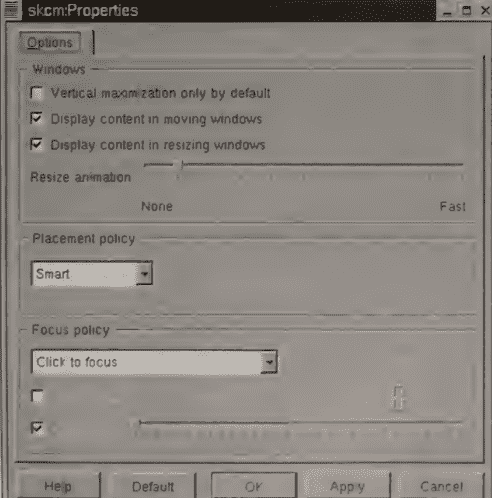 skcm:Properties
Options
Windows
Vertical maximization only by default
Display content in moving windows
Display content in resizing windows
Resize animation
None Fast
Placement policy
Smart
Focus policy
Click to focus
Help Default OK Apply Cancel